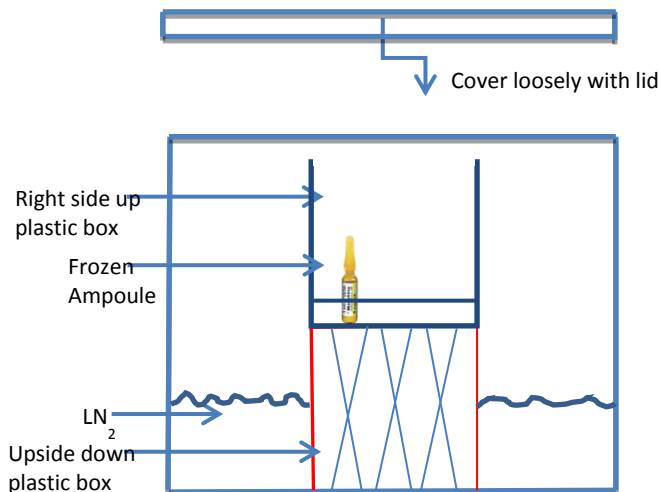 Cover loosely with lid
Right side up
plastic box
Frozen
Ampoule
LN
2
Upside down
plastic box